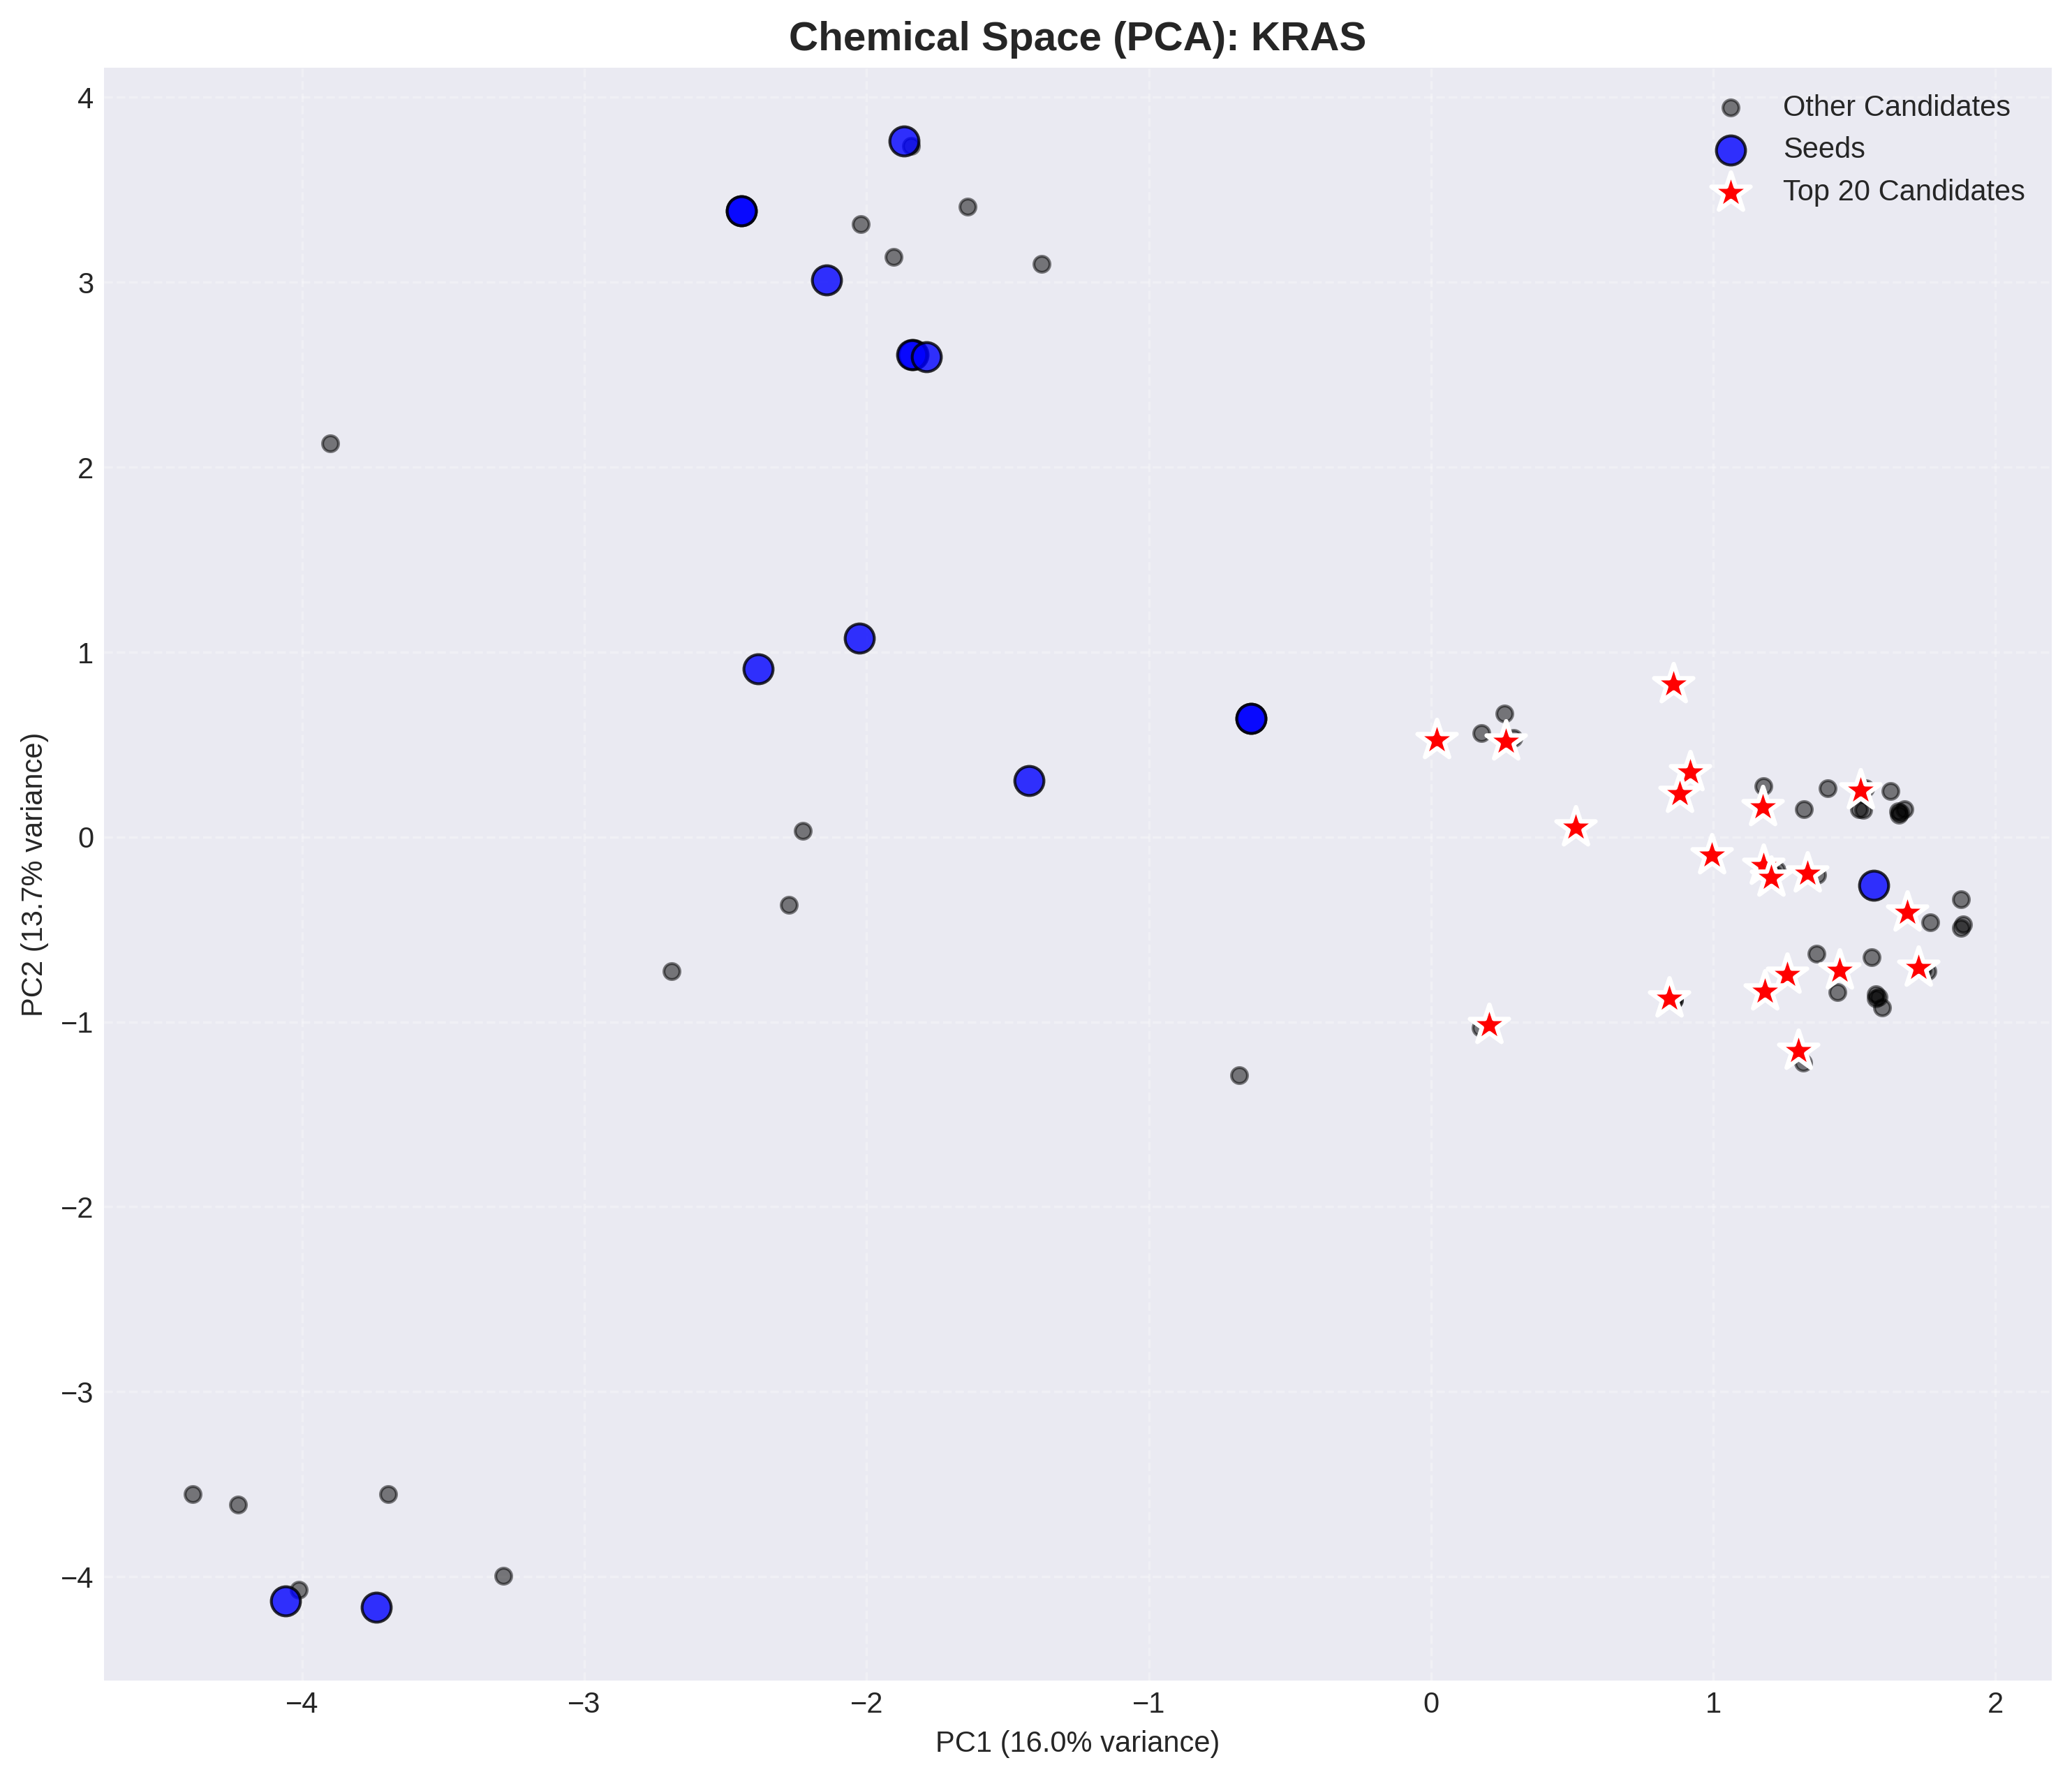 Chemical Space (PCA): KRAS
Other Candidates
Seeds
Top 20 Candidates
PC2 (13.7% variance)
4
3
2
1
0
−1
−2
−3
−4
−4
−3
−2
−1
0
1
2
PC1 (16.0% variance)